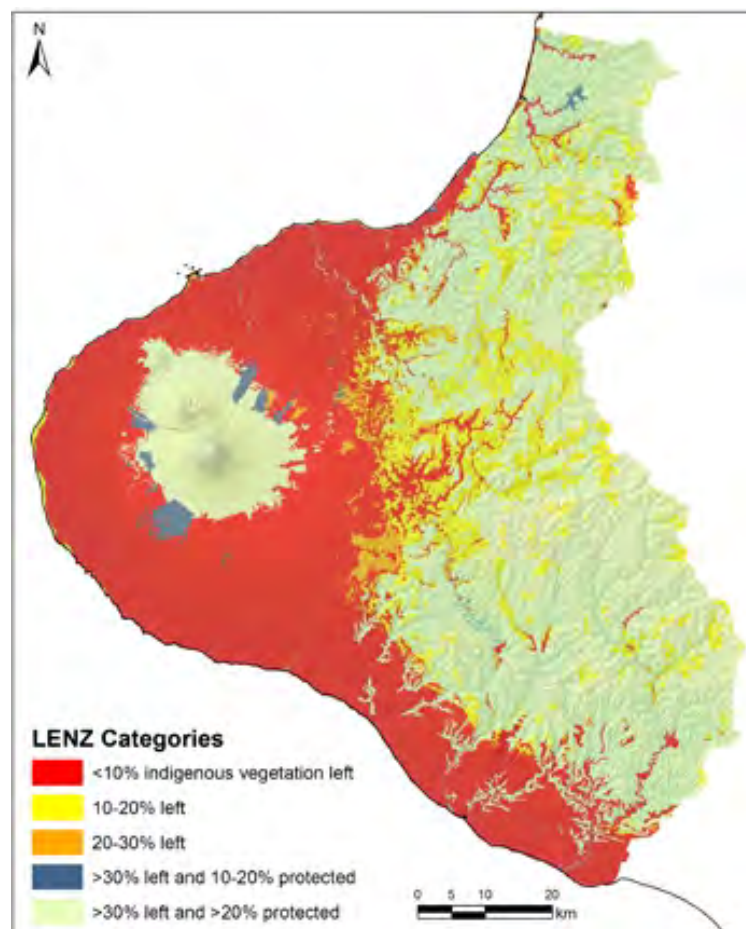 N
LENZ Categories
<10% indigenous vegetation left
10-20% left
20-30% left
>30% left and 10-20% protected
>30% left and >20% protected
0 5 10 20
km